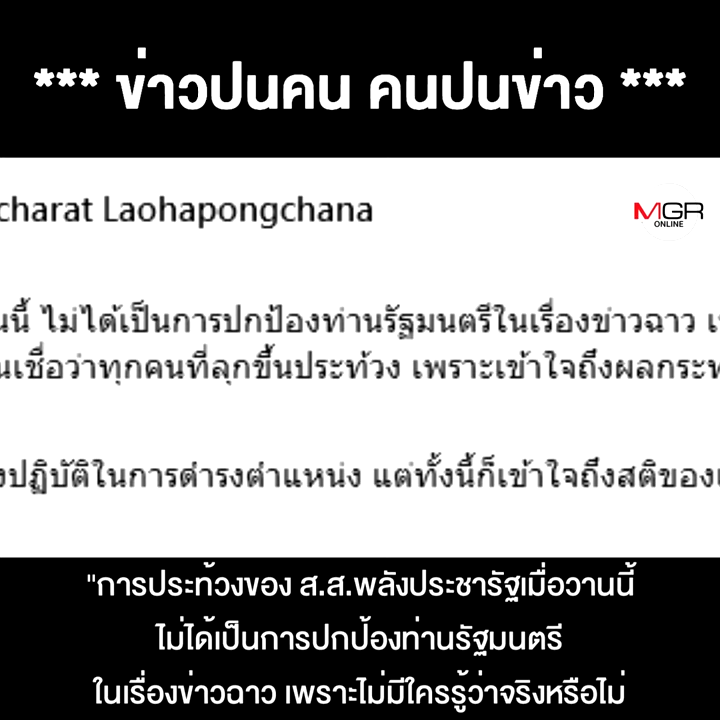 *** ข่าวปนคน คนปนข่าว ***
charat Laohapongchana
MGR
ONLINE
นี้ ไม่ได้เป็นการปกป้องท่านรัฐมนตรีในเรื่องข่าวฉาว
เชื่อว่าทุกคนที่ลุกขึ้นประท้วง เพราะเข้าใจถึงผลกระท
ปฏิบัติในการดำรงตำแหน่ง แต่ทั้งนี้ก็เข้าใจถึงสติของ
"การประท้วงของ ส.ส.พลังประชารัฐเมื่อวานนี้
ไม่ได้เป็นการปกป้องท่านรัฐมนตรี
ในเรื่องข่าวฉาว เพราะไม่มีใครรู้ว่าจริงหรือไม่